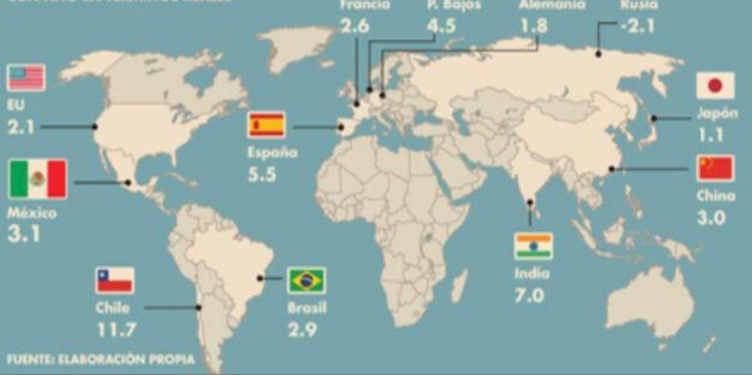 Francia
2.6
P. Bajos
4.5
Alemania
1.8
Rusia
-2.1
EU
2.1
España
5.5
Japón
1.1
México
3.1
China
3.0
India
7.0
Chile
11.7
Brasil
2.9
FUENTE: ELABORACIÓN PROPIA